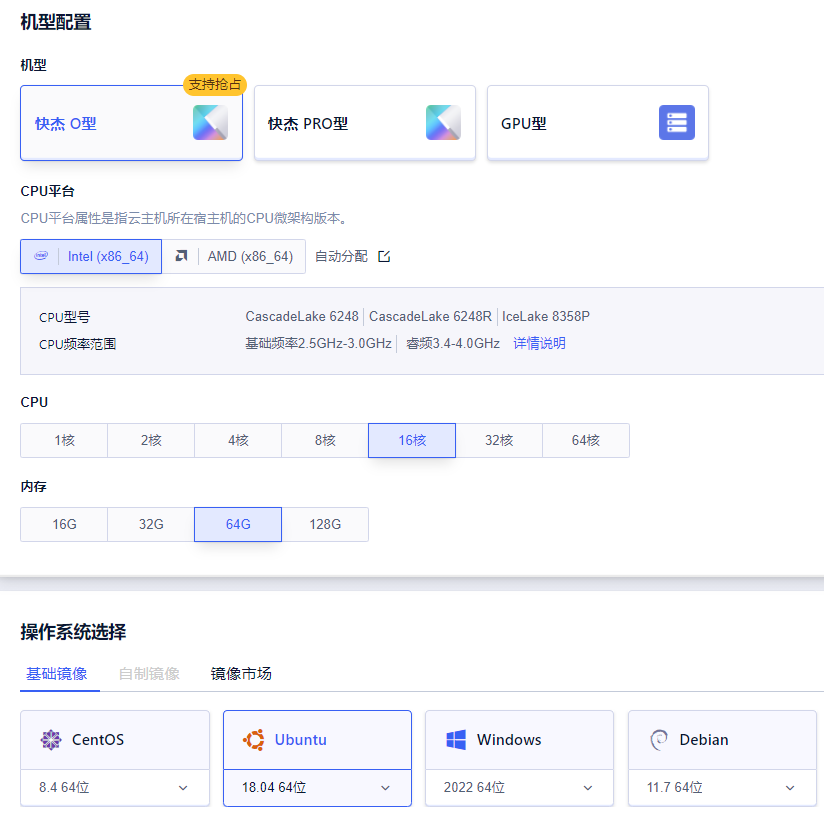 机型配置
机型
支持抢占
快杰 O型
快杰 PRO型
GPU型
CPU平台
CPU平台属性是指云主机所在宿主机的CPU微架构版本。
Intel (x86_64)
AMD (x86_64)
自动分配
CPU型号 CascadeLake 6248 CascadeLake 6248R IceLake 8358P
CPU频率范围 基础频率2.5GHz-3.0GHz 睿频3.4-4.0GHz 详情说明
CPU
1核 2核 4核 8核 16核 32核 64核
内存
16G 32G 64G 128G
操作系统选择
基础镜像 自制镜像 镜像市场
CentOS Ubuntu Windows Debian
8.4 64位 18.04 64位 2022 64位 11.7 64位